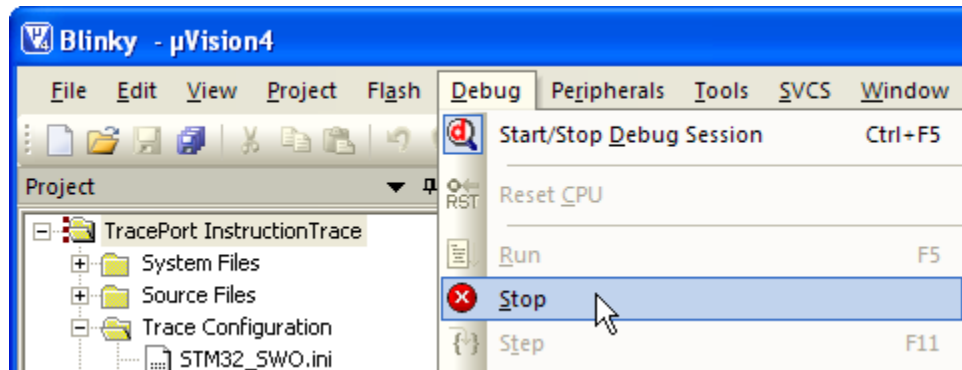 Blinky - µVision4
File Edit View Project Flash Debug Peripherals Tools SVCS Window
Start/Stop Debug Session Ctrl+F5
Project
RST Reset CPU
TracePort InstructionTrace
System Files
Run F5
Source Files
Stop
Trace Configuration
Step F11
STM32_SWO.ini